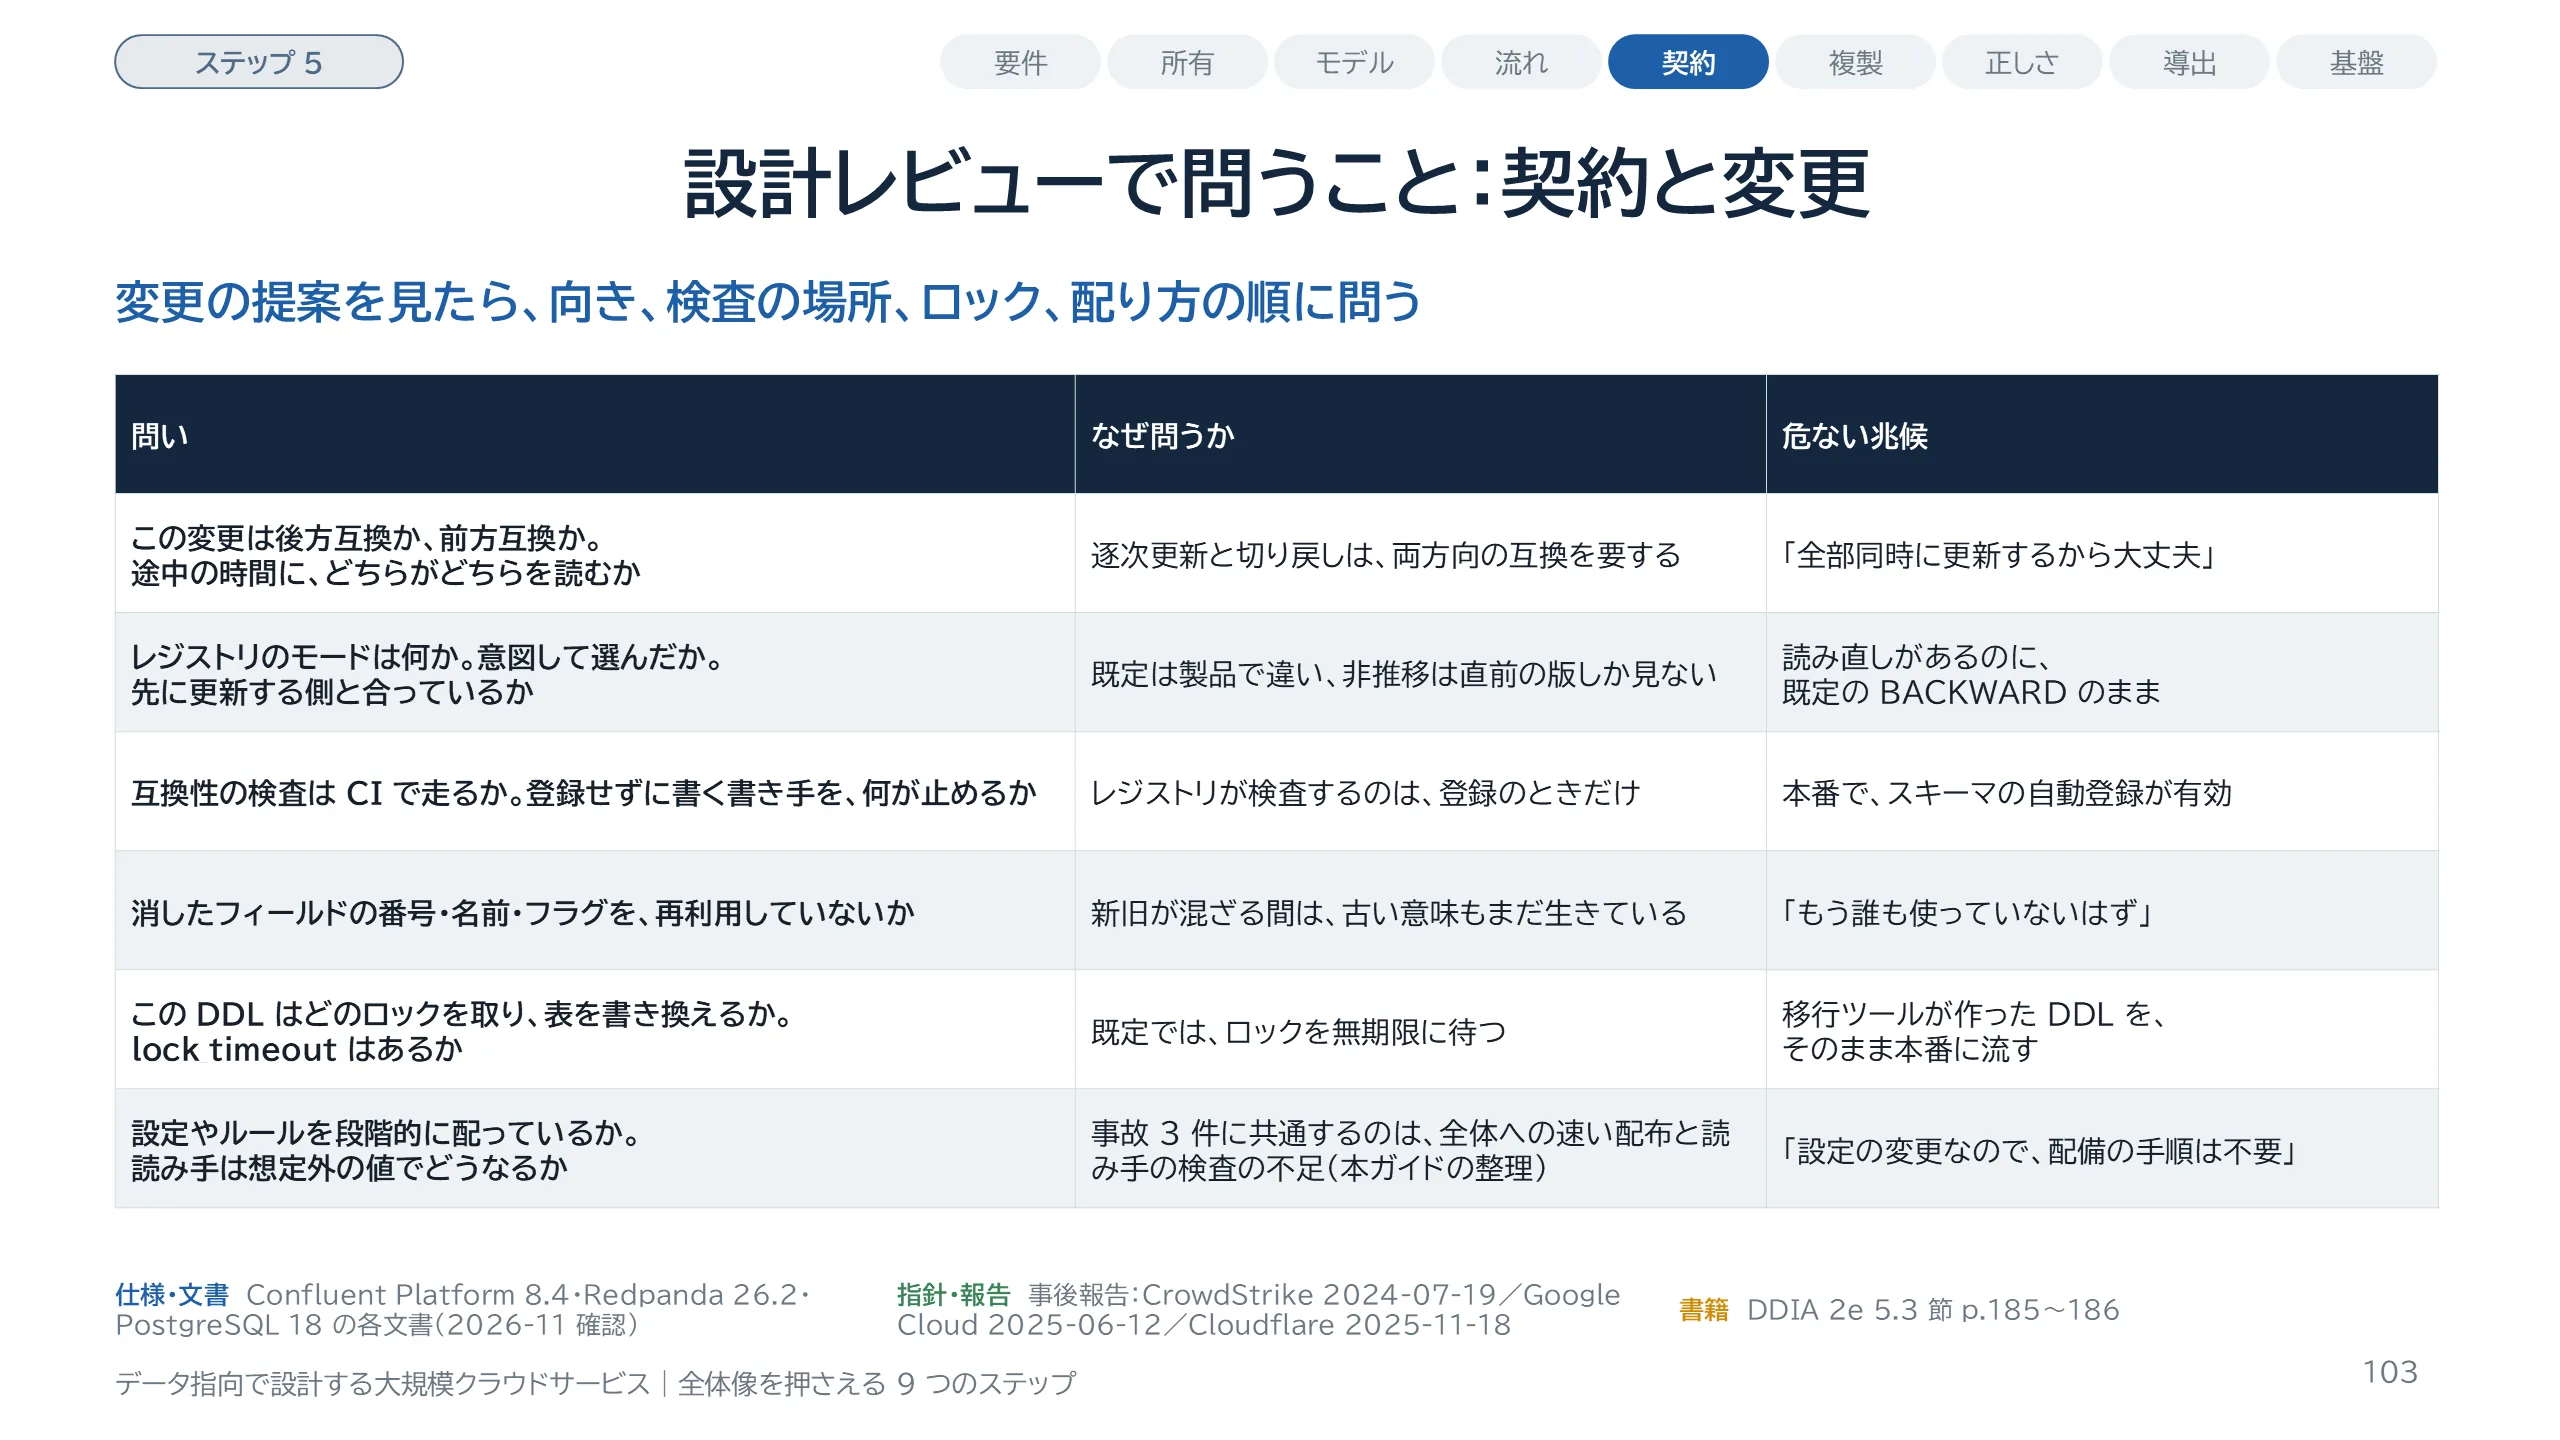 ステップ 5
要件
所有
モデル
流れ
契約
複製
正しさ
導出
基盤
設計レビューで問うこと：契約と変更
変更の提案を見たら、向き、検査の場所、ロック、配り方の順に問う
問い
なぜ問うか
危ない兆候
この変更は後方互換か、前方互換か。
途中の時間に、どちらがどちらを読むか
逐次更新と切り戻しは、両方向の互換を要する
「全部同時に更新するから大丈夫」
レジストリのモードは何か。意図して選んだか。
先に更新する側と合っているか
既定は製品で違い、非推移は直前の版しか見ない
読み直しがあるのに、
既定の BACKWARD のまま
互換性の検査は CI で走るか。登録せずに書く書き手を、何が止めるか
レジストリが検査するのは、登録のときだけ
本番で、スキーマの自動登録が有効
消したフィールドの番号・名前・フラグを、再利用していないか
新旧が混ざる間は、古い意味もまだ生きている
「もう誰も使っていないはず」
この DDL はどのロックを取り、表を書き換えるか。
lock_timeout はあるか
既定では、ロックを無期限に待つ
移行ツールが作った DDL を、
そのまま本番に流す
設定やルールを段階的に配っているか。
読み手は想定外の値でどうなるか
事故 3 件に共通するのは、全体への速い配布と読
み手の検査の不足（本ガイドの整理）
「設定の変更なので、配備の手順は不要」
仕様・文書 Confluent Platform 8.4・Redpanda 26.2・
PostgreSQL 18 の各文書（2026-11 確認）
指針・報告 事後報告：CrowdStrike 2024-07-19／Google
Cloud 2025-06-12／Cloudflare 2025-11-18
書籍 DDIA 2e 5.3 節 p.185～186
データ指向で設計する大規模クラウドサービス｜全体像を押さえる 9 つのステップ
103